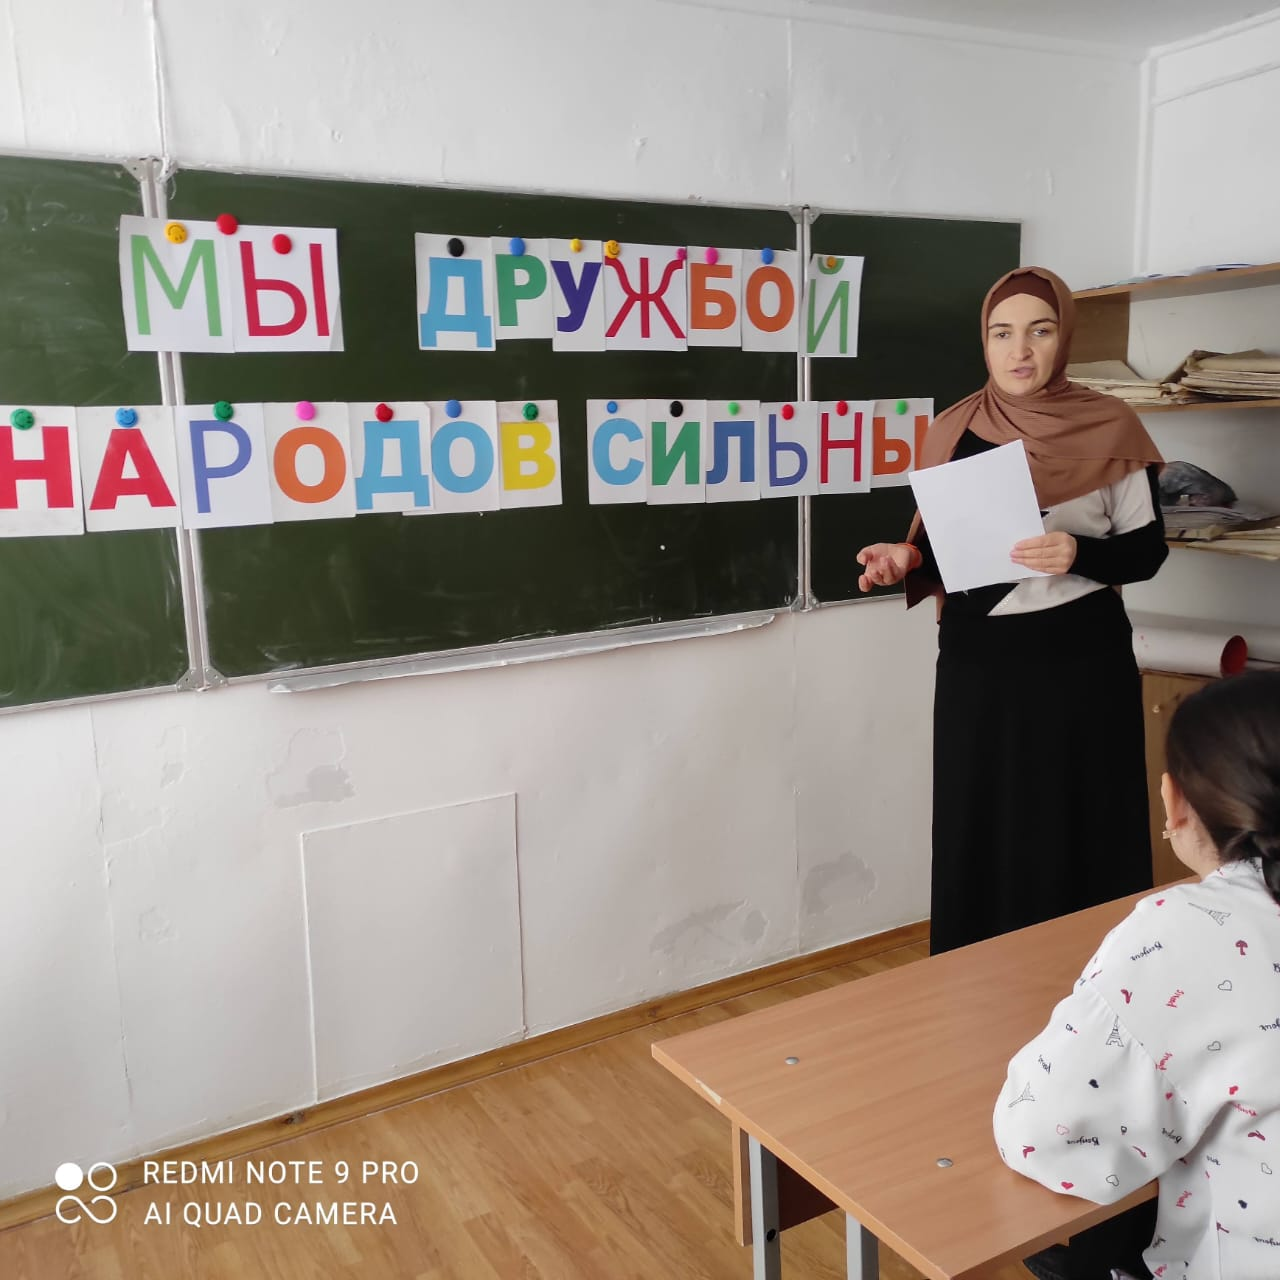 МЫ ДРУЖБОЙ
НАРОДОВ СИЛЬНЫ
REDMI NOTE 9 PRO
AI QUAD CAMERA